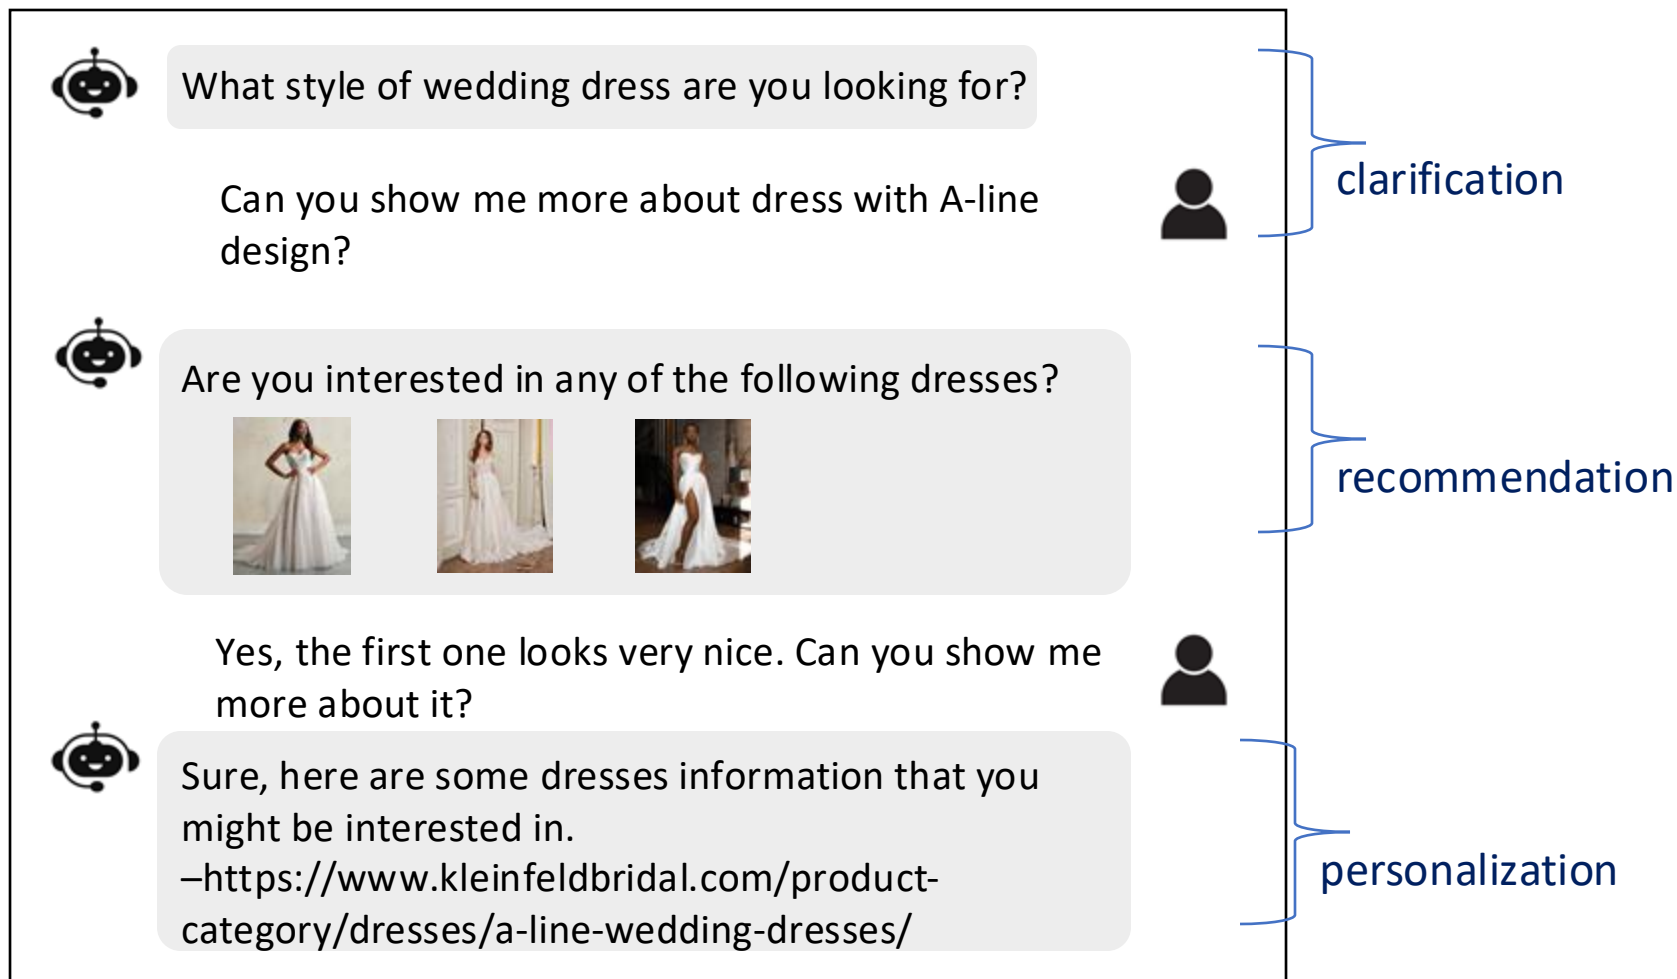 What style of wedding dress are you looking for?
Can you show me more about dress with A-line
design?
clarification
Are you interested in any of the following dresses?
recommendation
Yes, the first one looks very nice. Can you show me
more about it?
Sure, here are some dresses information that you
might be interested in.
–https://www.kleinfeldbridal.com/product-
category/dresses/a-line-wedding-dresses/
personalization